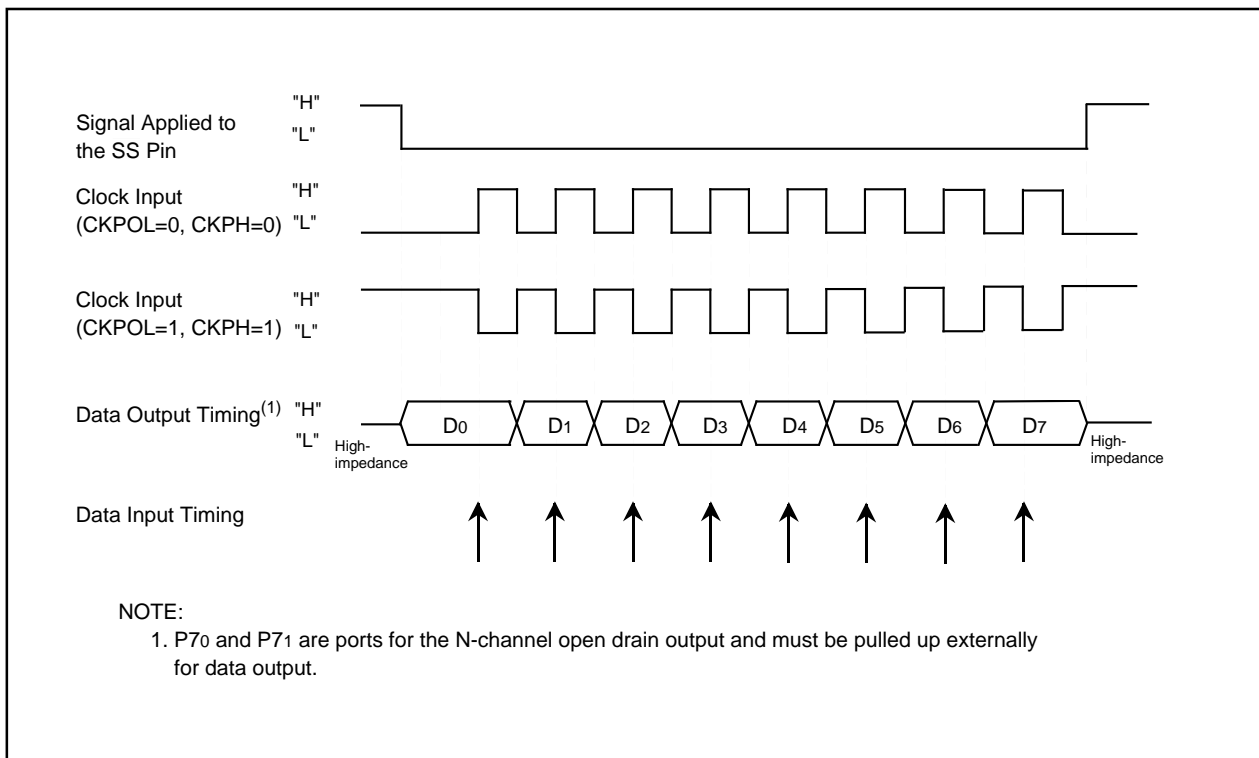 Signal Applied to
the SS Pin
"H"
"L"
Clock Input
(CKPOL=0, CKPH=0)
"H"
"L"
Clock Input
(CKPOL=1, CKPH=1)
"H"
"L"
Data Output Timing(1)
"H"
"L"
High-
impedance
D0 D1 D2 D3 D4 D5 D6 D7
High-
impedance
Data Input Timing
NOTE:
1. P70 and P71 are ports for the N-channel open drain output and must be pulled up externally
for data output.